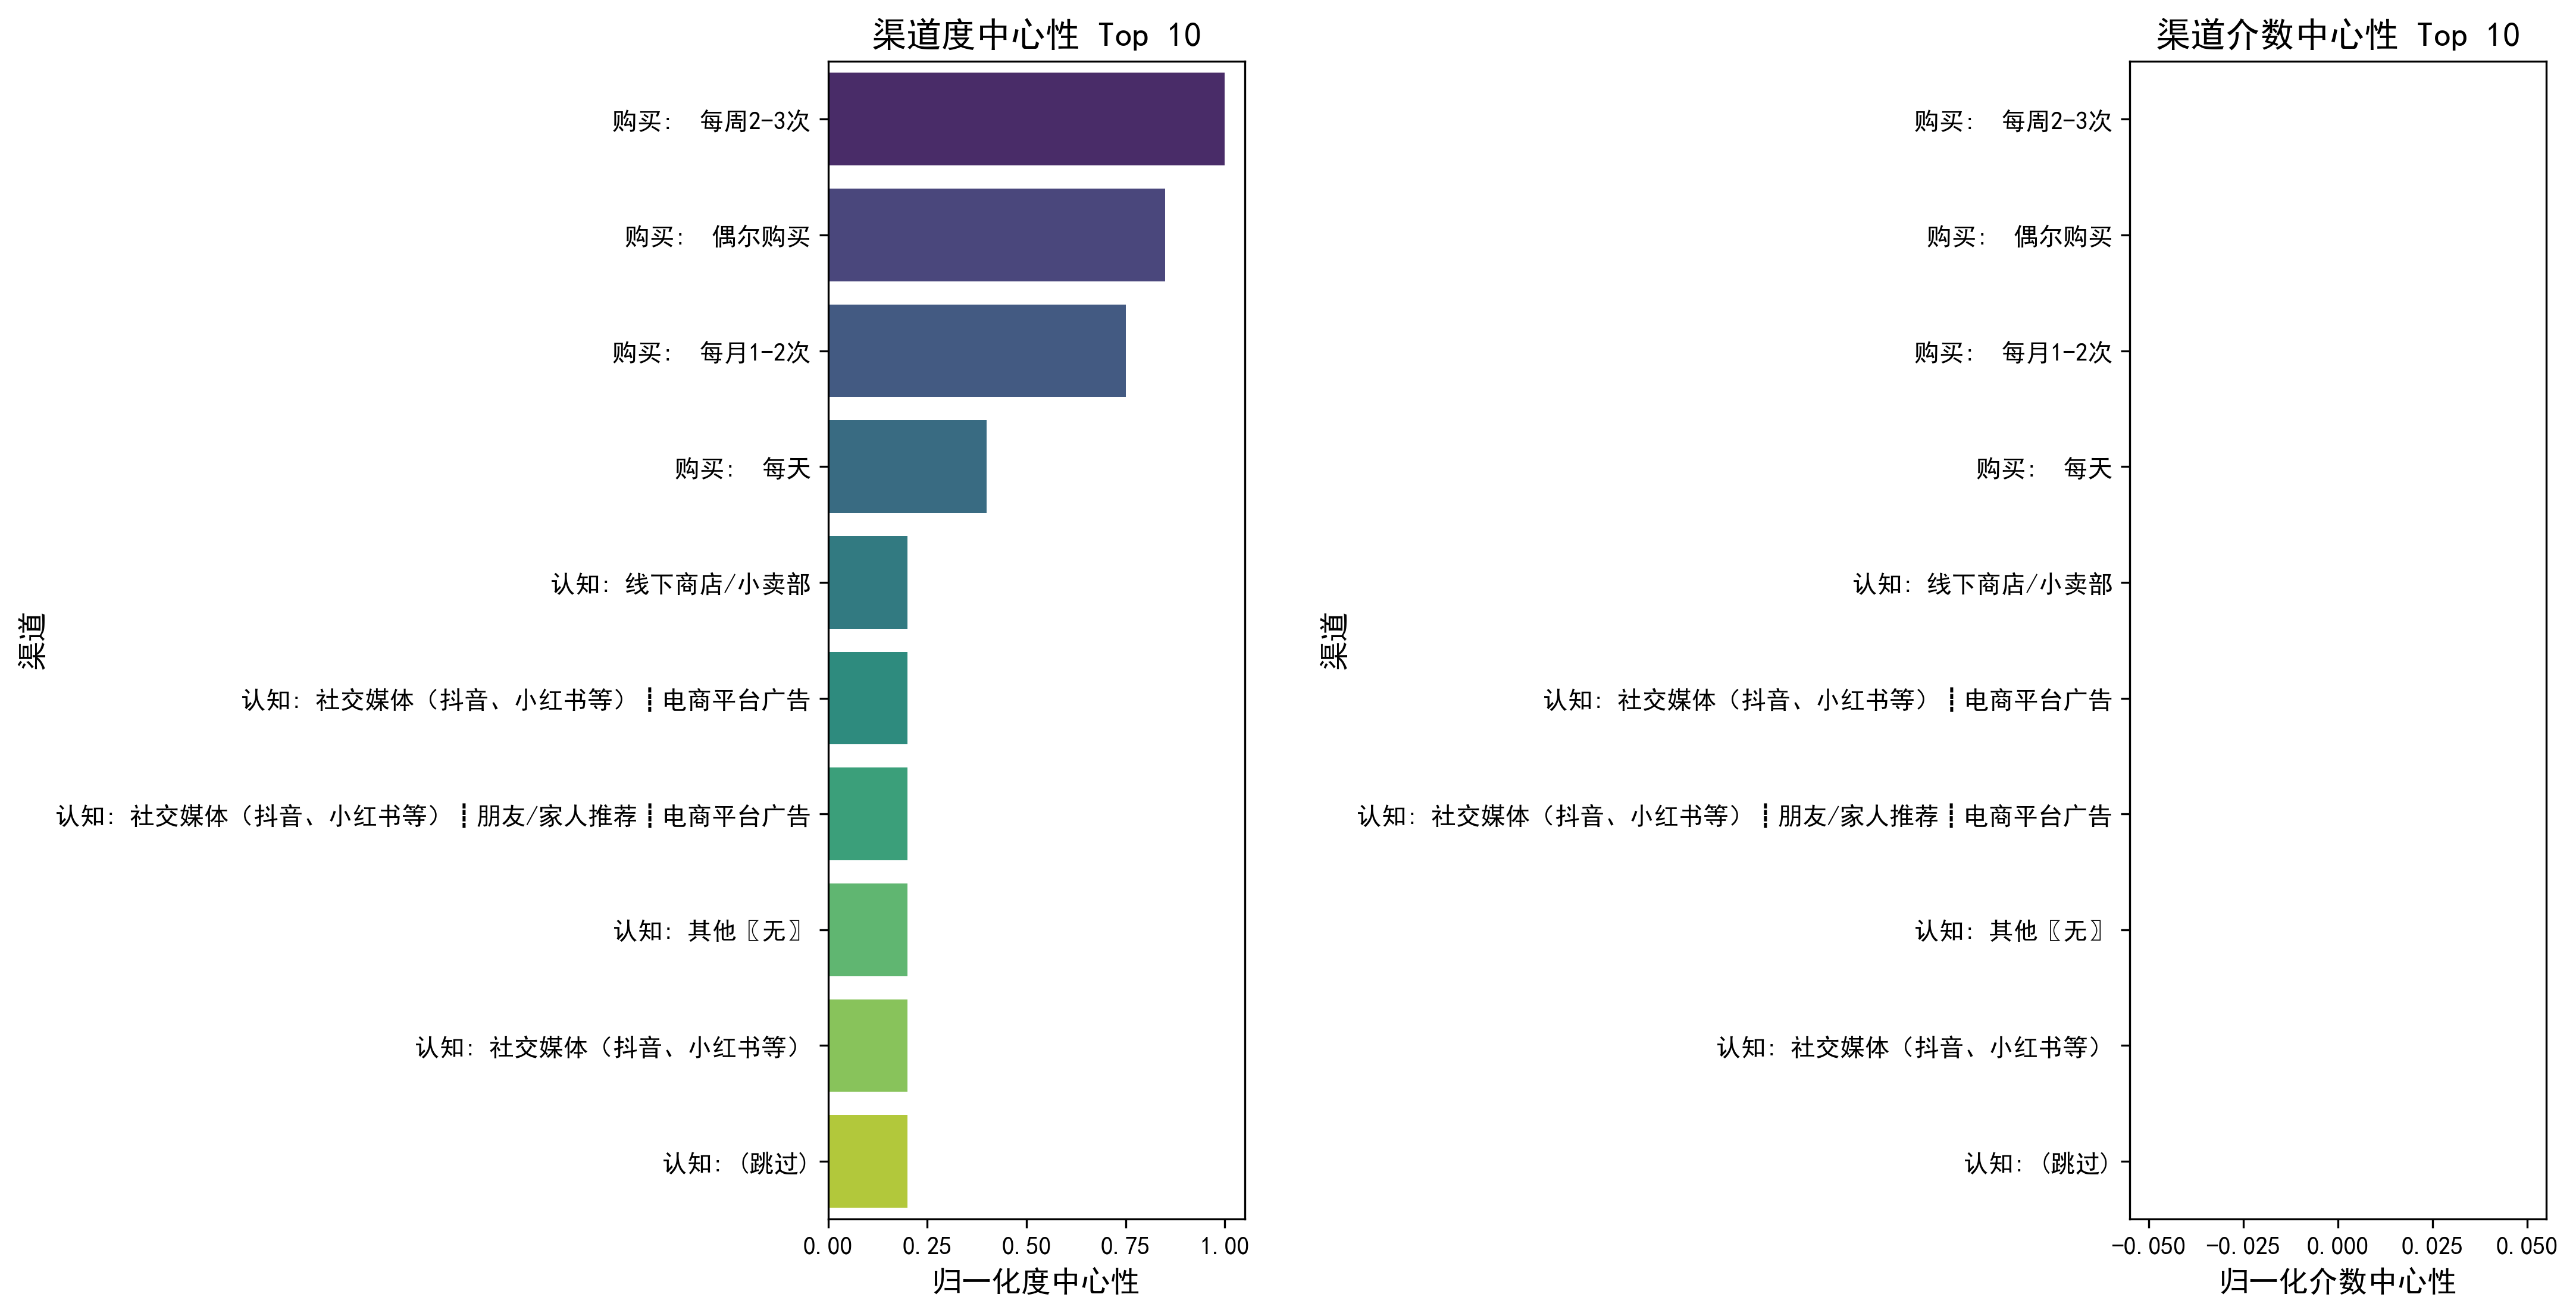 渠道度中心性 Top 10
渠道
购买:  每周2-3次
购买:  偶尔购买
购买:  每月1-2次
购买:  每天
认知: 线下商店/小卖部
认知: 社交媒体（抖音、小红书等）┋电商平台广告
认知: 社交媒体（抖音、小红书等）┋朋友/家人推荐┋电商平台广告
认知: 其他〖无〗
认知: 社交媒体（抖音、小红书等）
认知: (跳过)
0.00 0.25 0.50 0.75 1.00
归一化度中心性
渠道介数中心性 Top 10
渠道
购买:  每周2-3次
购买:  偶尔购买
购买:  每月1-2次
购买:  每天
认知: 线下商店/小卖部
认知: 社交媒体（抖音、小红书等）┋电商平台广告
认知: 社交媒体（抖音、小红书等）┋朋友/家人推荐┋电商平台广告
认知: 其他〖无〗
认知: 社交媒体（抖音、小红书等）
认知: (跳过)
-0.050 -0.025 0.000 0.025 0.050
归一化介数中心性